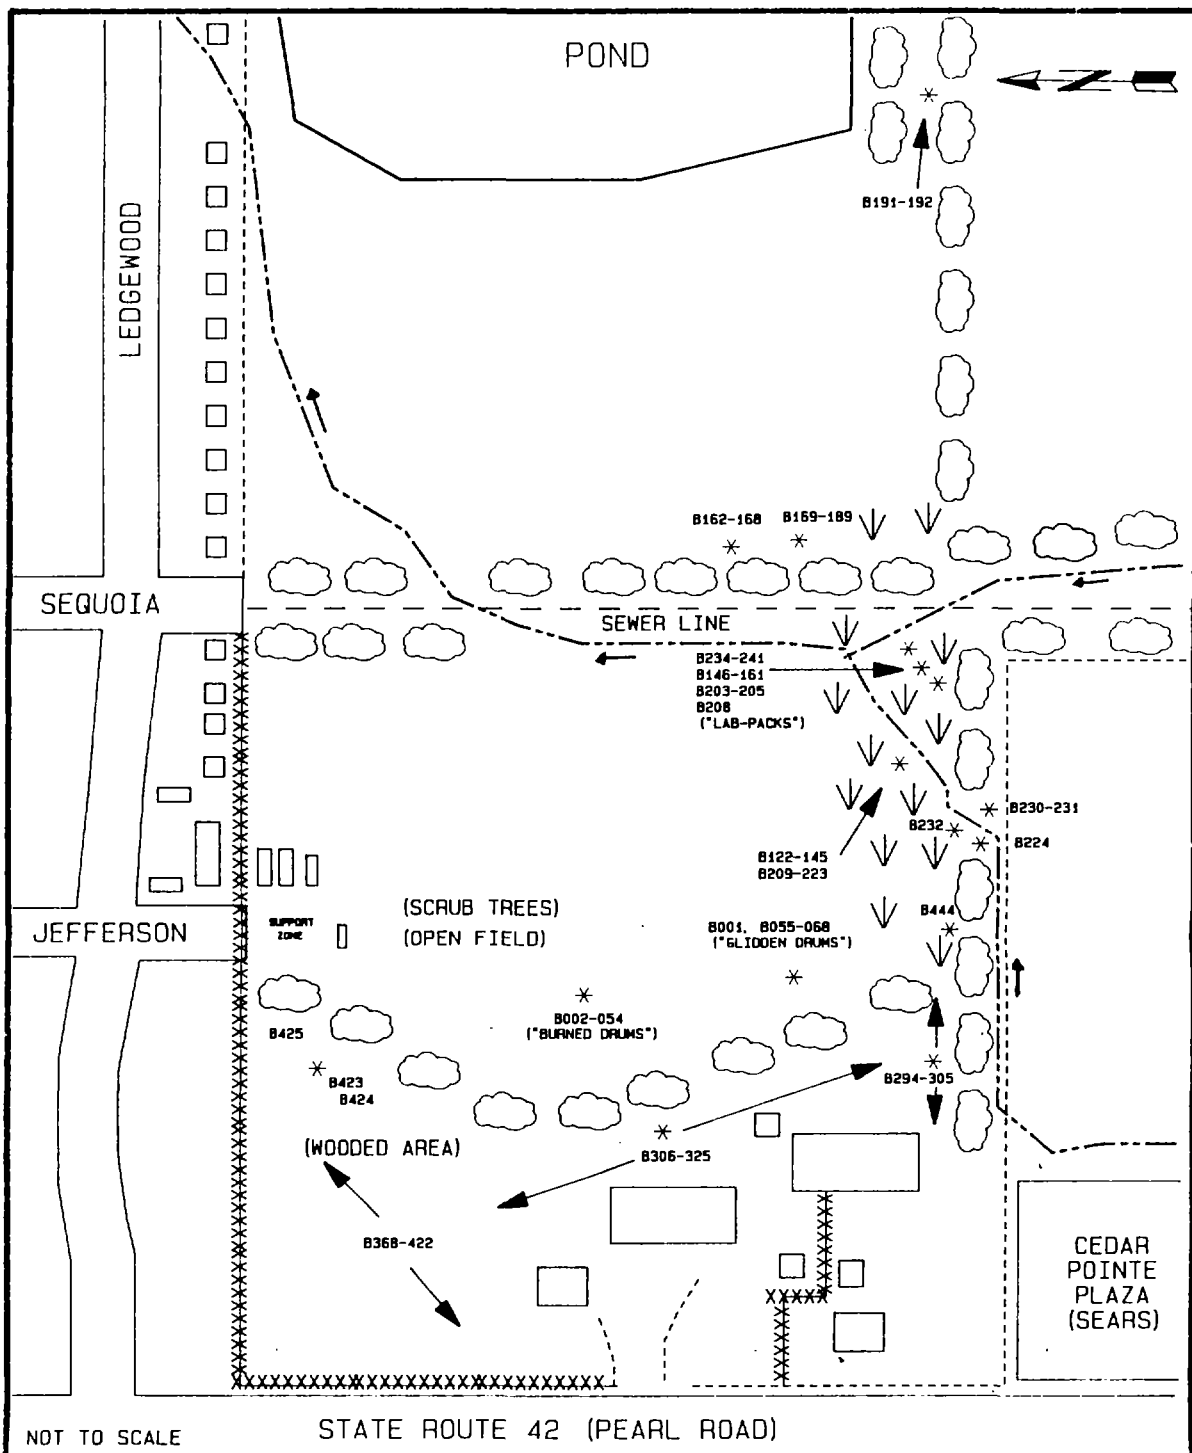 POND
B191-192
LEDGEWOOD
B162-168
B169-189
SEQUOIA
SEWER LINE
B234-241
B146-161
B203-205
B208
("LAB-PACKS")
B230-231
B232
B224
B122-145
B209-223
(SCRUB TREES)
(OPEN FIELD)
SUPPORT
ZONE
JEFFERSON
B444
B001, B055-068
("GLIDDEN DRUMS")
B002-054
("BURNED DRUMS")
B425
B423
B424
B294-305
(WOODED AREA)
B306-325
B368-422
CEDAR
POINTE
PLAZA
(SEARS)
NOT TO SCALE
STATE ROUTE 42 (PEARL ROAD)